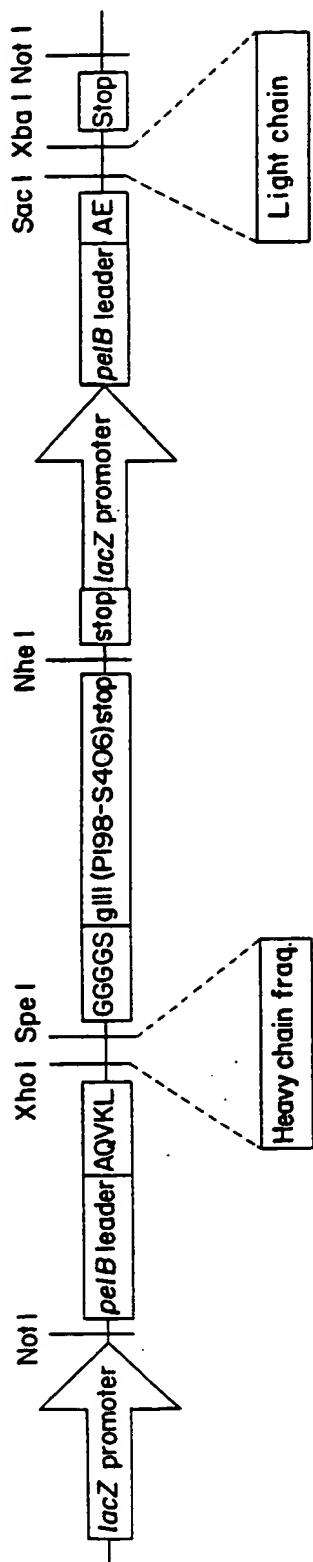 Not I
Xho I Spe I
Nhe I
Sac I Xba I Not I
lacZ promoter
pelB leader AQVKL
GGGGS gIII (P198-S406) stop
stop
lacZ promoter
pelB leader AE
Stop
Heavy chain fraq.
Light chain